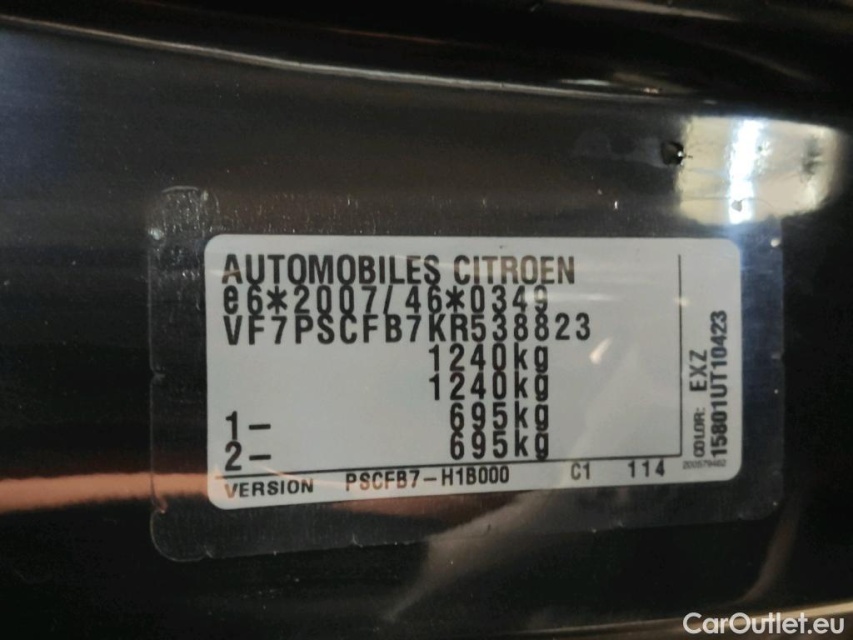 AUTOMOBILES CITROEN
e6*2007/46*0349
VF7PSCFB7KR538823
1240kg
1240kg
1- 695kg
2- 695kg
VERSION PSCFB7-H1B000 C1 114
COLOR: EXZ
15801UT10423
CarOutlet.eu